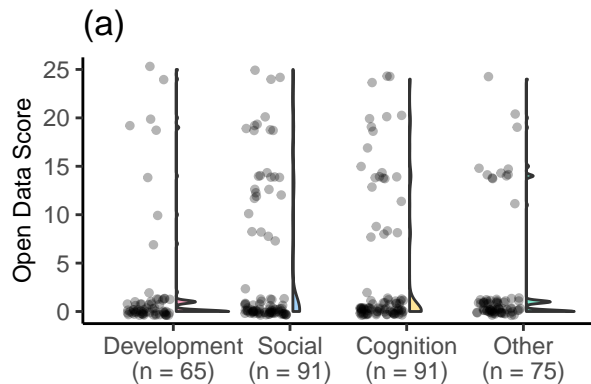 (a)
Open Data Score
25
20
15
10
5
0
Development Social Cognition Other
(n = 65) (n = 91) (n = 91) (n = 75)